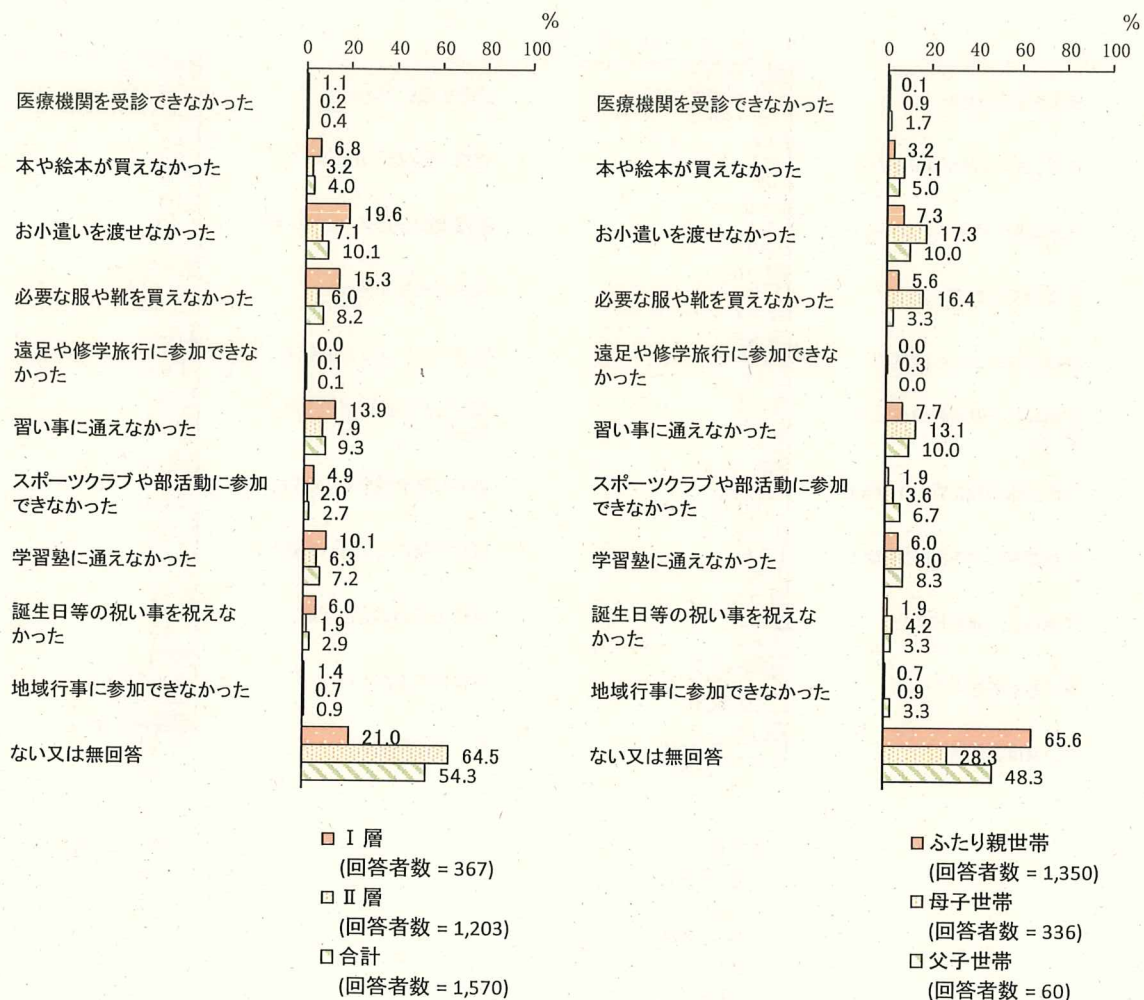 %
0 20 40 60 80 100
医療機関を受診できなかった
1.1
0.2
0.4
本や絵本が買えなかった
6.8
3.2
4.0
お小遣いを渡せなかった
19.6
7.1
10.1
必要な服や靴を買えなかった
15.3
6.0
8.2
遠足や修学旅行に参加できな
かった
0.0
0.1
0.1
習い事に通えなかった
13.9
7.9
9.3
スポーツクラブや部活動に参加
できなかった
4.9
2.0
2.7
学習塾に通えなかった
10.1
6.3
7.2
誕生日等の祝い事を祝えな
かった
6.0
1.9
2.9
地域行事に参加できなかった
1.4
0.7
0.9
ない又は無回答
21.0
64.5
54.3
Ⅰ層
(回答者数 = 367)
Ⅱ層
(回答者数 = 1,203)
合計
(回答者数 = 1,570)
%
0 20 40 60 80 100
医療機関を受診できなかった
0.1
0.9
1.7
本や絵本が買えなかった
3.2
7.1
5.0
お小遣いを渡せなかった
7.3
17.3
10.0
必要な服や靴を買えなかった
5.6
16.4
3.3
遠足や修学旅行に参加できな
かった
0.0
0.3
0.0
習い事に通えなかった
7.7
13.1
10.0
スポーツクラブや部活動に参加
できなかった
1.9
3.6
6.7
学習塾に通えなかった
6.0
8.0
8.3
誕生日等の祝い事を祝えな
かった
1.9
4.2
3.3
地域行事に参加できなかった
0.7
0.9
3.3
ない又は無回答
65.6
28.3
48.3
ふたり親世帯
(回答者数 = 1,350)
母子世帯
(回答者数 = 336)
父子世帯
(回答者数 = 60)